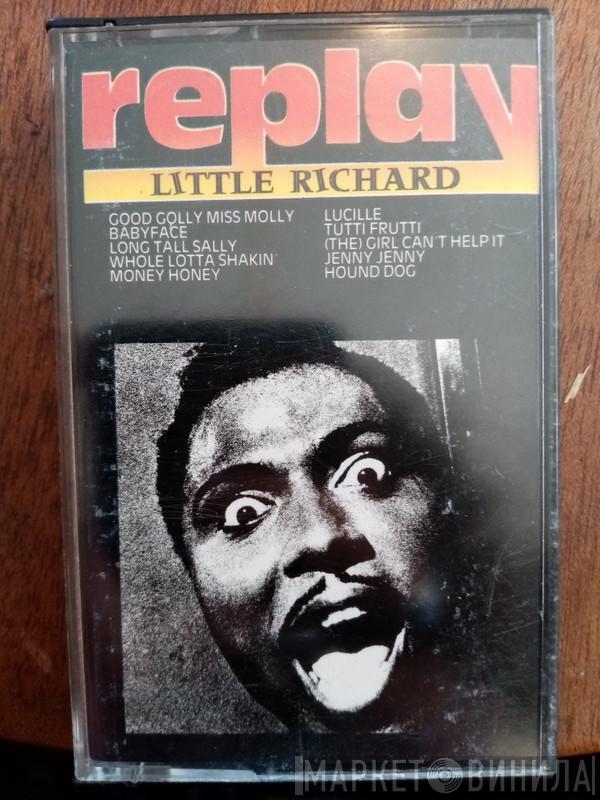 replay
LITTLE RICHARD
GOOD GOLLY MISS MOLLY
BABYFACE
LONG TALL SALLY
WHOLE LOTTA SHAKIN'
MONEY HONEY
LUCILLE
TUTTI FRUTTI
(THE) GIRL CAN'T HELP IT
JENNY JENNY
HOUND DOG
МАРКЕТ ВИНИЛА